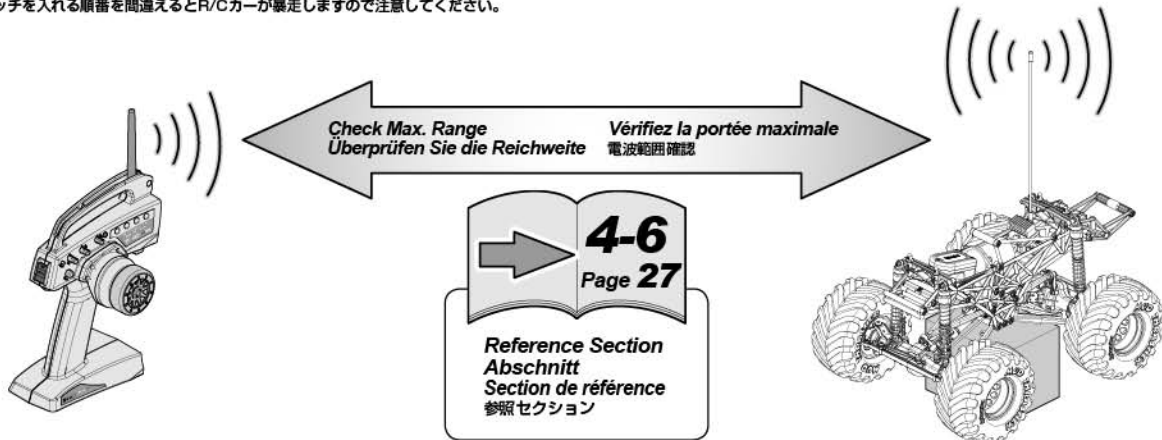 ッチを入れる順番を間違えるとR/Cカーが暴走しますので注意してください。
Check Max. Range
Überprüfen Sie die Reichweite
Vérifiez la portée maximale
電波範囲確認
4-6
Page 27
Reference Section
Abschnitt
Section de référence
参照セクション